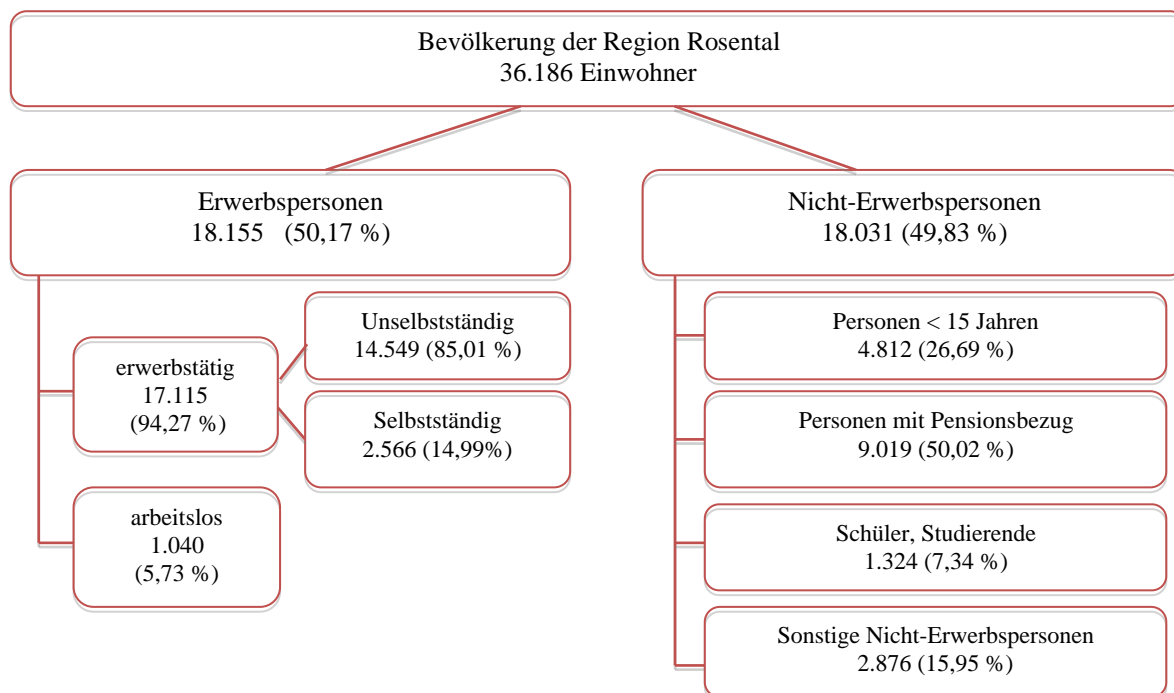 Bevölkerung der Region Rosental
36.186 Einwohner
Erwerbspersonen
18.155 (50,17 %)
erwerbstätig
17.115
(94,27 %)
Unselbstständig
14.549 (85,01 %)
Selbstständig
2.566 (14,99%)
arbeitslos
1.040
(5,73 %)
Nicht-Erwerbspersonen
18.031 (49,83 %)
Personen < 15 Jahren
4.812 (26,69 %)
Personen mit Pensionsbezug
9.019 (50,02 %)
Schüler, Studierende
1.324 (7,34 %)
Sonstige Nicht-Erwerbspersonen
2.876 (15,95 %)